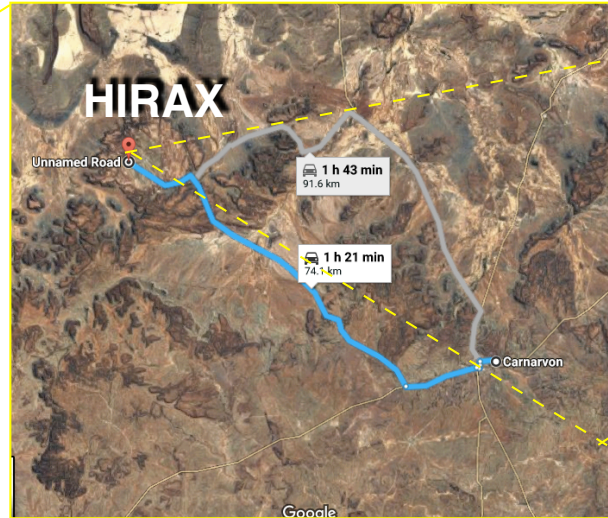 HIRAX
Unnamed Road
1 h 43 min
91.6 km
1 h 21 min
74.1 km
Carnarvon
Google